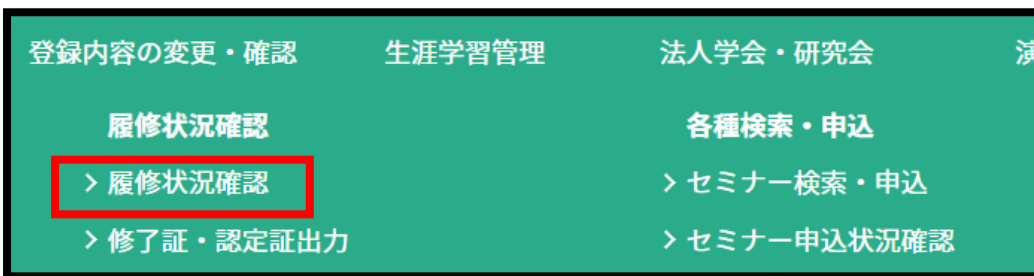 登録内容の変更・確認 生涯学習管理 法人学会・研究会
履修状況確認 各種検索・申込
> 履修状況確認 > セミナー検索・申込
> 修了証・認定証出力 > セミナー申込状況確認